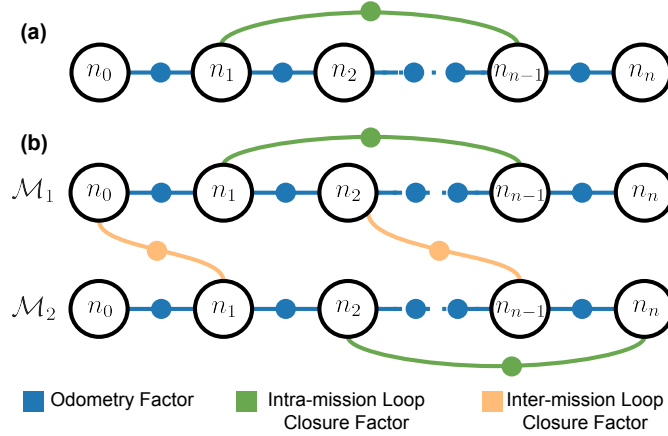 (a)
n₀ n₁ n₂ nₙ₋₁ nₙ
(b)
ℳ₁ n₀ n₁ n₂ nₙ₋₁ nₙ
ℳ₂ n₀ n₁ n₂ nₙ₋₁ nₙ
Odometry Factor
Intra-mission Loop
Closure Factor
Inter-mission Loop
Closure Factor